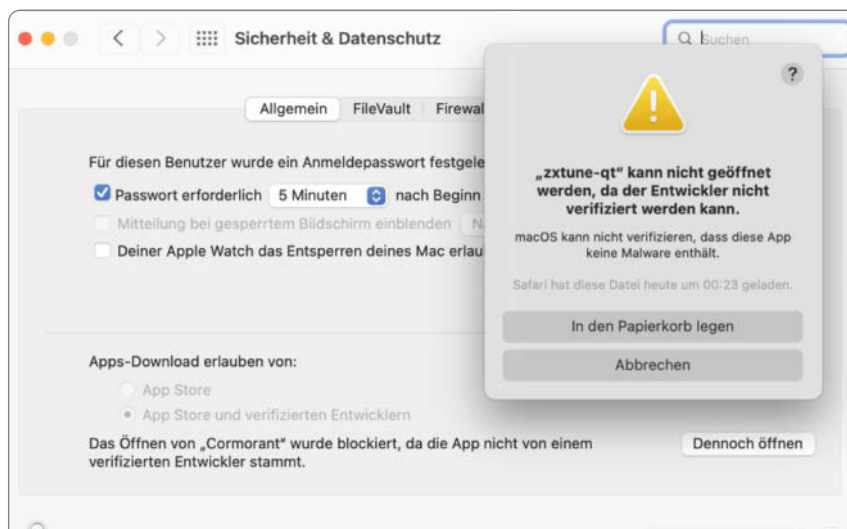 Sicherheit & Datenschutz
Suchen
?
Allgemein FileVault
„zxtune-qt“ kann nicht geöffnet
werden, da der Entwickler nicht
verifiziert werden kann.
macOS kann nicht verifizieren, dass diese App
keine Malware enthält.
Safari hat diese Datei heute um 00:23 geladen.
In den Papierkorb legen
Abbrechen
Für diesen Benutzer wurde ein Anmeldepasswort
Passwort erforderlich 5 Minuten nach Beginn
Mitteilung bei gesperrtem Bildschirm einblenden
Deiner Apple Watch das Entsperren deines Mac
Apps-Download erlauben von:
App Store
App Store und verifizierten Entwicklern
Das Öffnen von „Cormorant“ wurde blockiert, da die App nicht von einem
verifizierten Entwickler stammt.
Dennoch öffnen